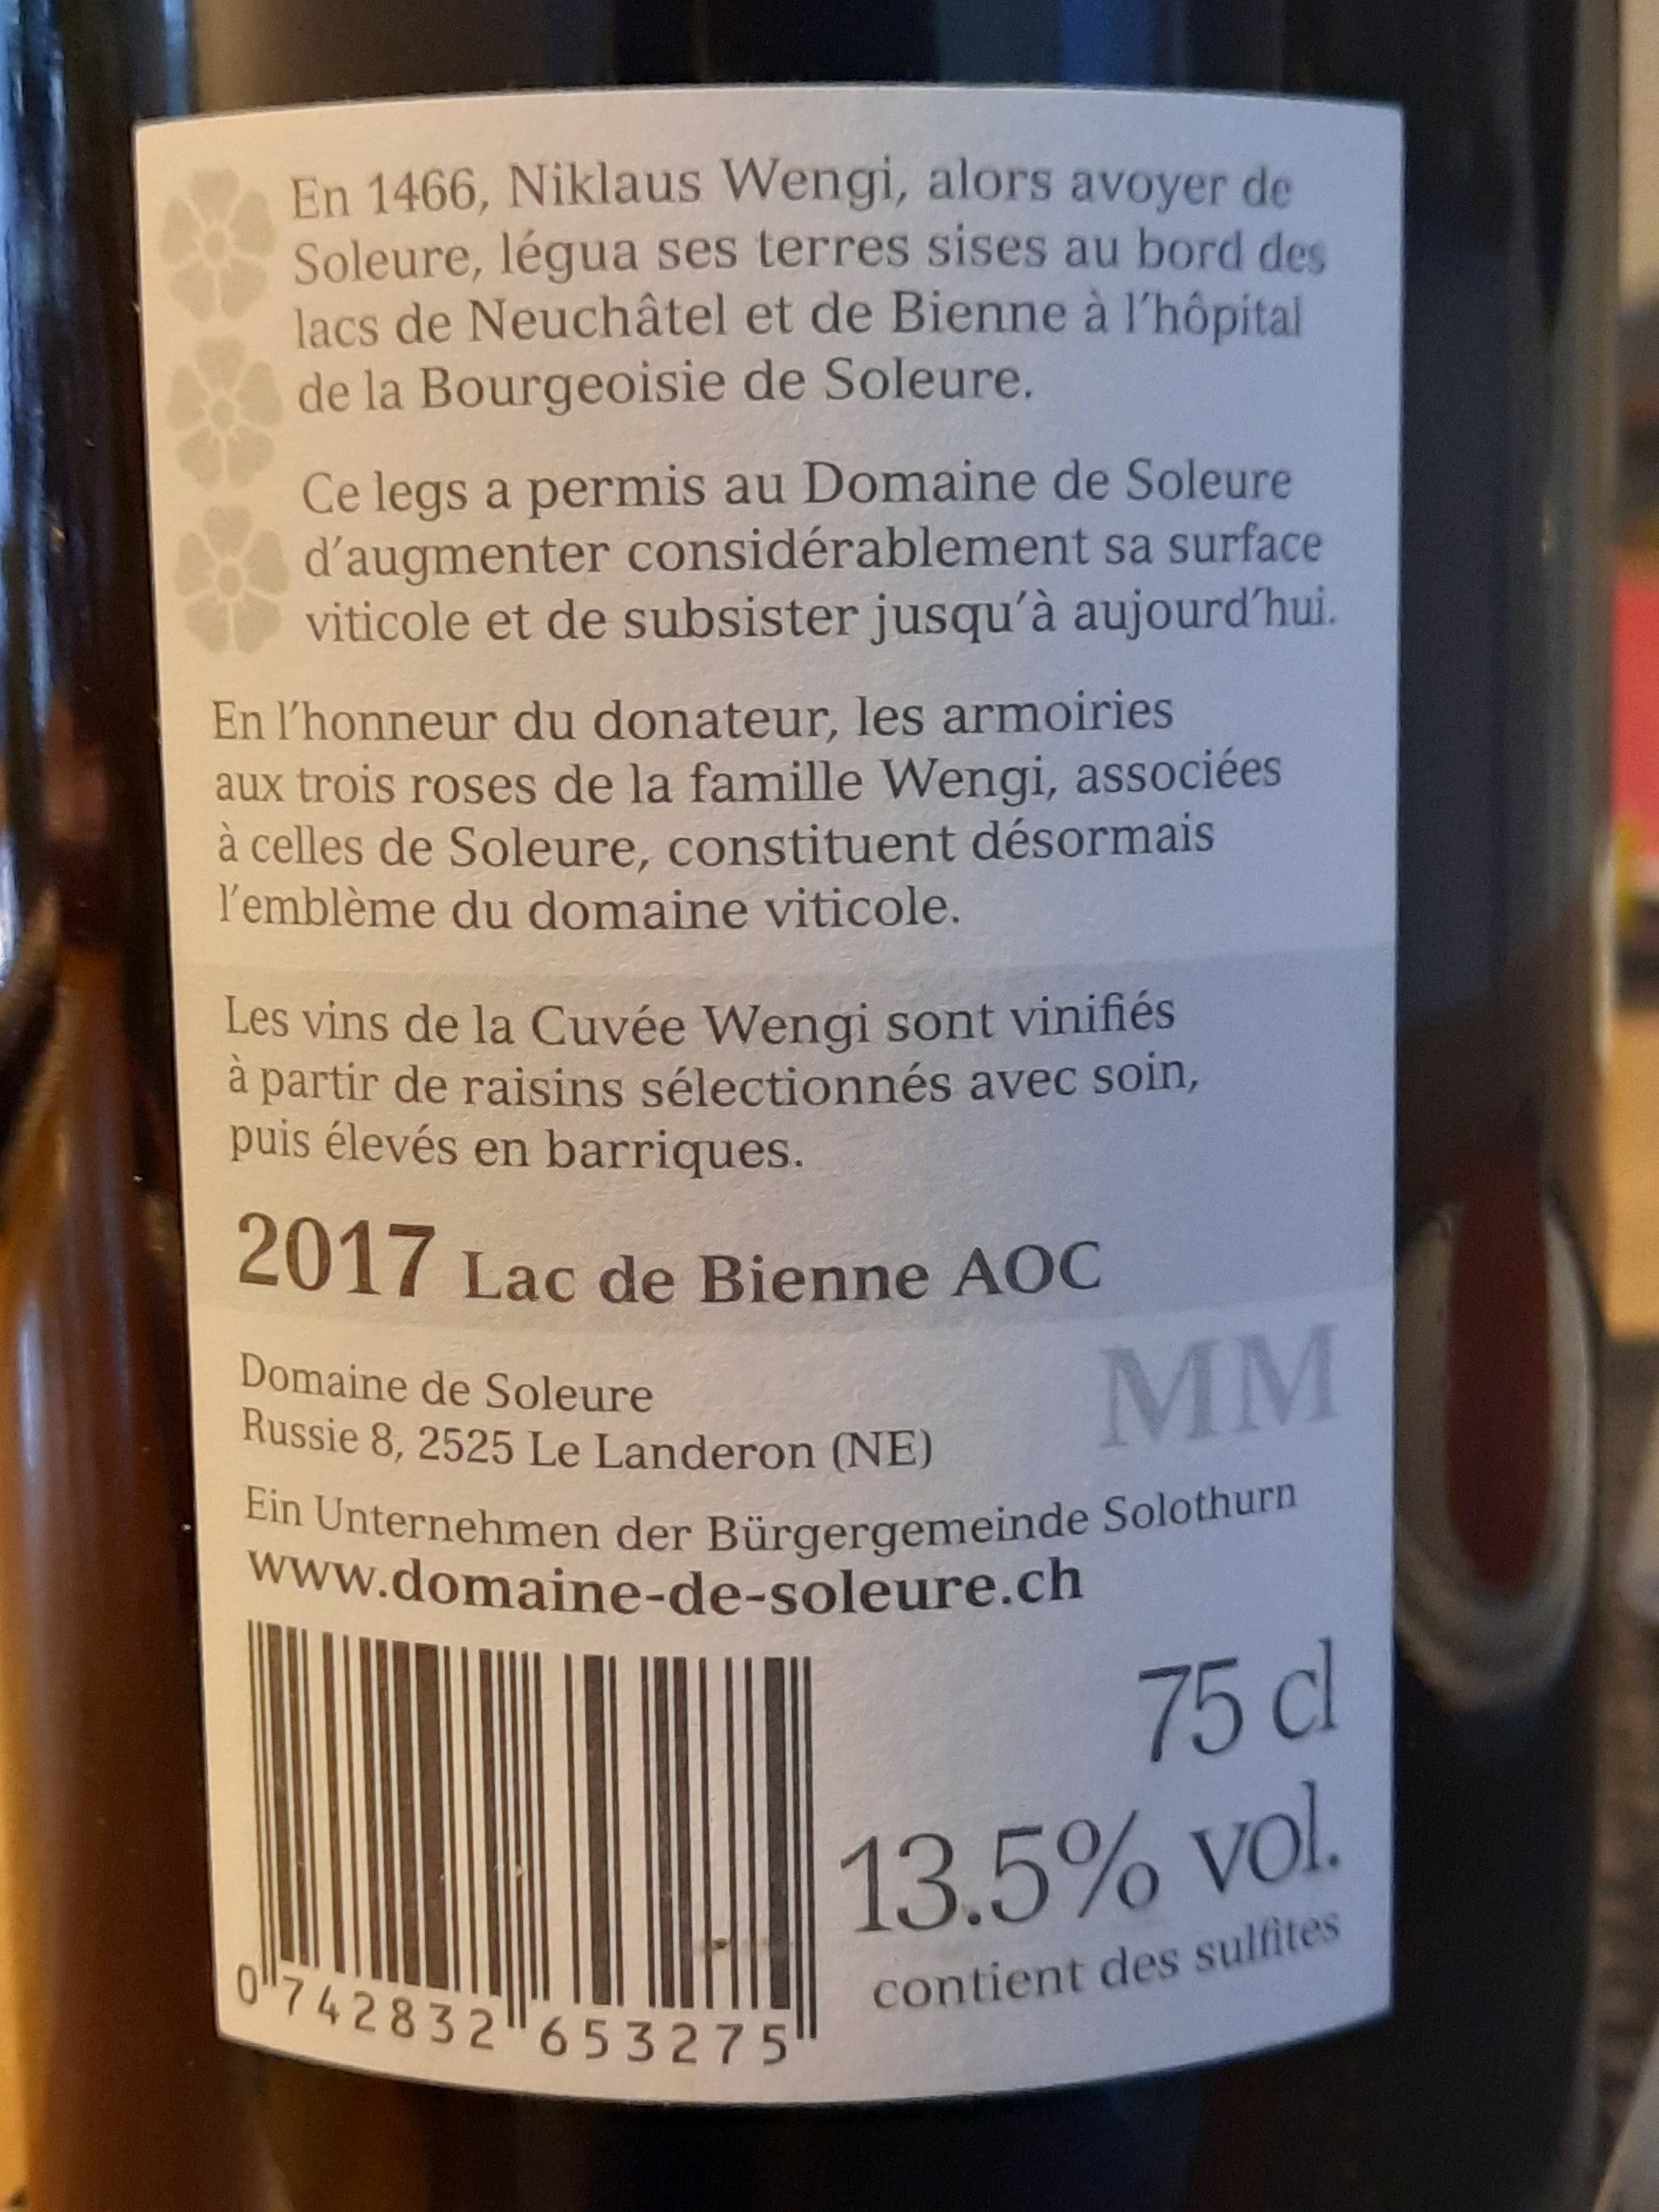 En 1466, Niklaus Wengi, alors avoyer de
Soleure, légua ses terres sises au bord des
lacs de Neuchâtel et de Bienne à l'hôpital
de la Bourgeoisie de Soleure.
Ce legs a permis au Domaine de Soleure
d'augmenter considérablement sa surface
viticole et de subsister jusqu'à aujourd'hui.
En l'honneur du donateur, les armoiries
aux trois roses de la famille Wengi, associées
à celles de Soleure, constituent désormais
l'emblème du domaine viticole.
Les vins de la Cuvée Wengi sont vinifiés
à partir de raisins sélectionnés avec soin,
puis élevés en barriques.
2017 Lac de Bienne AOC
MM
Domaine de Soleure
Russie 8, 2525 Le Landeron (NE)
Ein Unternehmen der Bürgergemeinde Solothurn
www.domaine-de-soleure.ch
75 cl
13.5% vol.
contient des sulfites
0 742832 653275